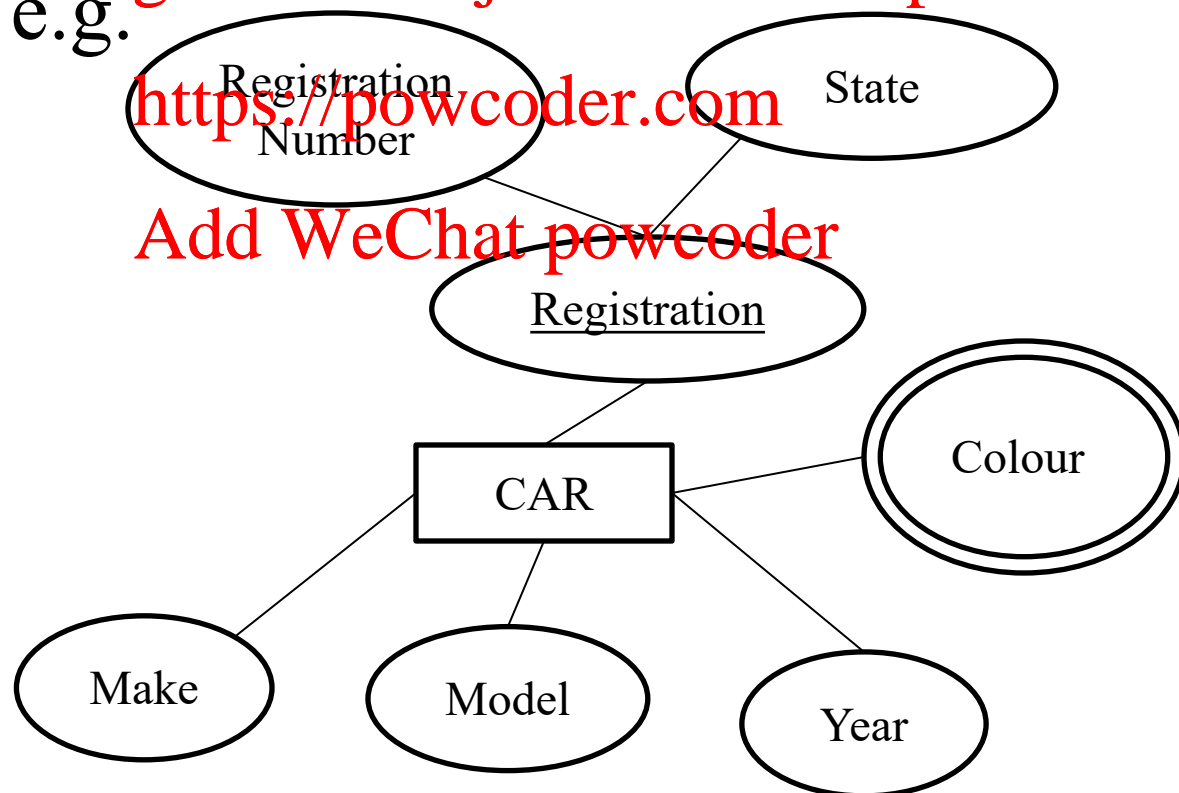 e.g.
Registration
Number
State
https://powcoder.com
Add WeChat powcoder
Registration
Colour
CAR
Make
Model
Year